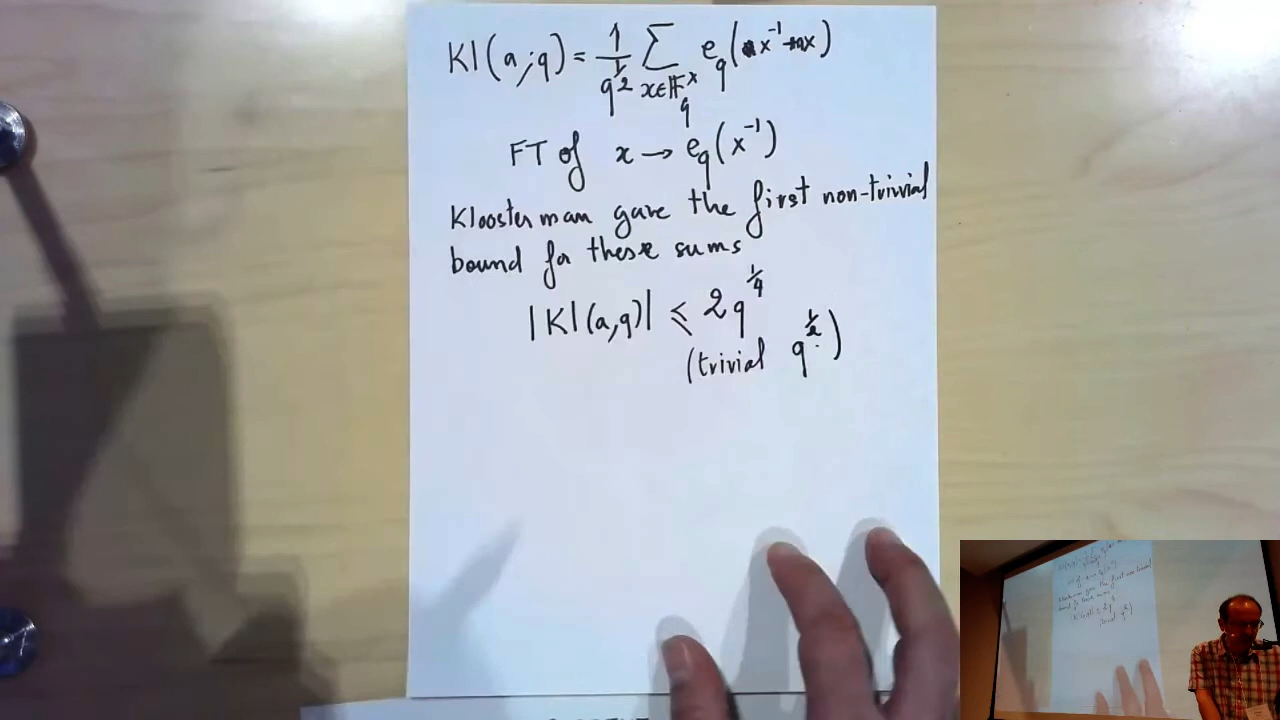 Kl(a;q) = 1/q^{1/2} ∑_{x∈𝔽_q^×} e_q(x^{-1}+ax)
FT of x → e_q(x^{-1})
Kloosterman gave the first non-trivial
bound for these sums
|Kl(a,q)| ⩽ 2q^{1/4}
(trivial q^{1/2})